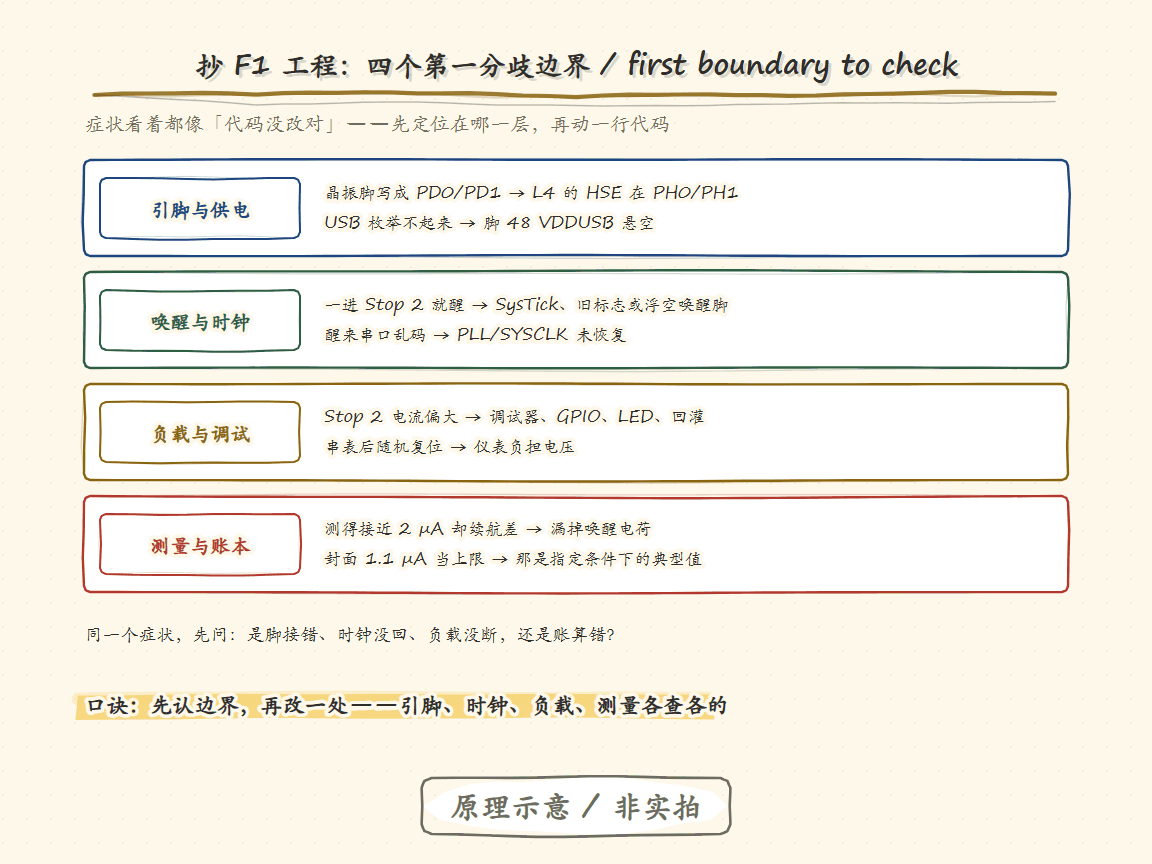 抄 F1 工程：四个第一分歧边界 / first boundary to check
症状看着都像「代码没改对」——先定位在哪一层，再动一行代码
引脚与供电
晶振脚写成 PD0/PD1 → L4 的 HSE 在 PH0/PH1
USB 枚举不起来 → 脚 48 VDDUSB 悬空
唤醒与时钟
一进 Stop 2 就醒 → SysTick、旧标志或浮空唤醒脚
醒来串口乱码 → PLL/SYSCLK 未恢复
负载与调试
Stop 2 电流偏大 → 调试器、GPIO、LED、回灌
串表后随机复位 → 仪表负担电压
测量与账本
测得接近 2 μA 却续航差 → 漏掉唤醒电荷
封面 1.1 μA 当上限 → 那是指定条件下的典型值
同一个症状，先问：是脚接错、时钟没回、负载没断，还是账算错？
口诀：先认边界，再改一处——引脚、时钟、负载、测量各查各的
原理示意 / 非实拍